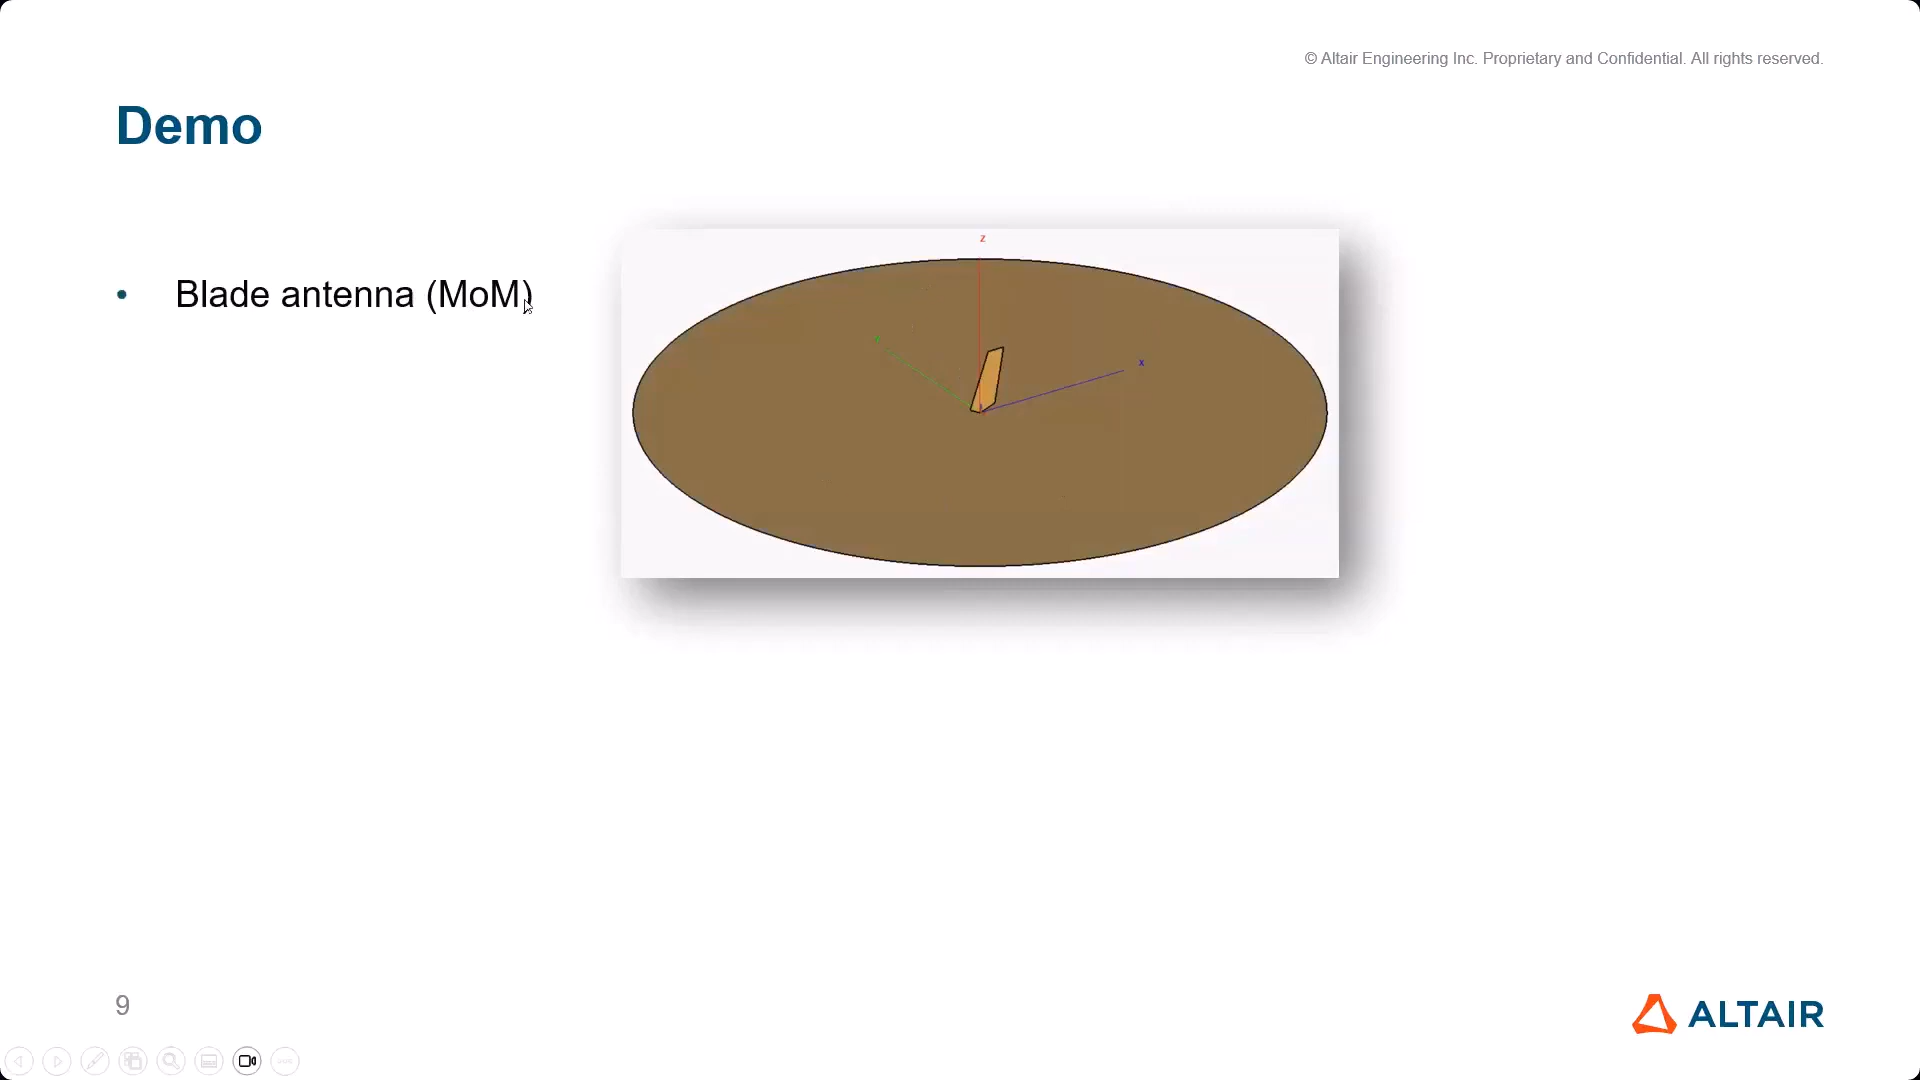 © Altair Engineering Inc. Proprietary and Confidential. All rights reserved.
Demo
• Blade antenna (MoM)
z
x
9
ALTAIR